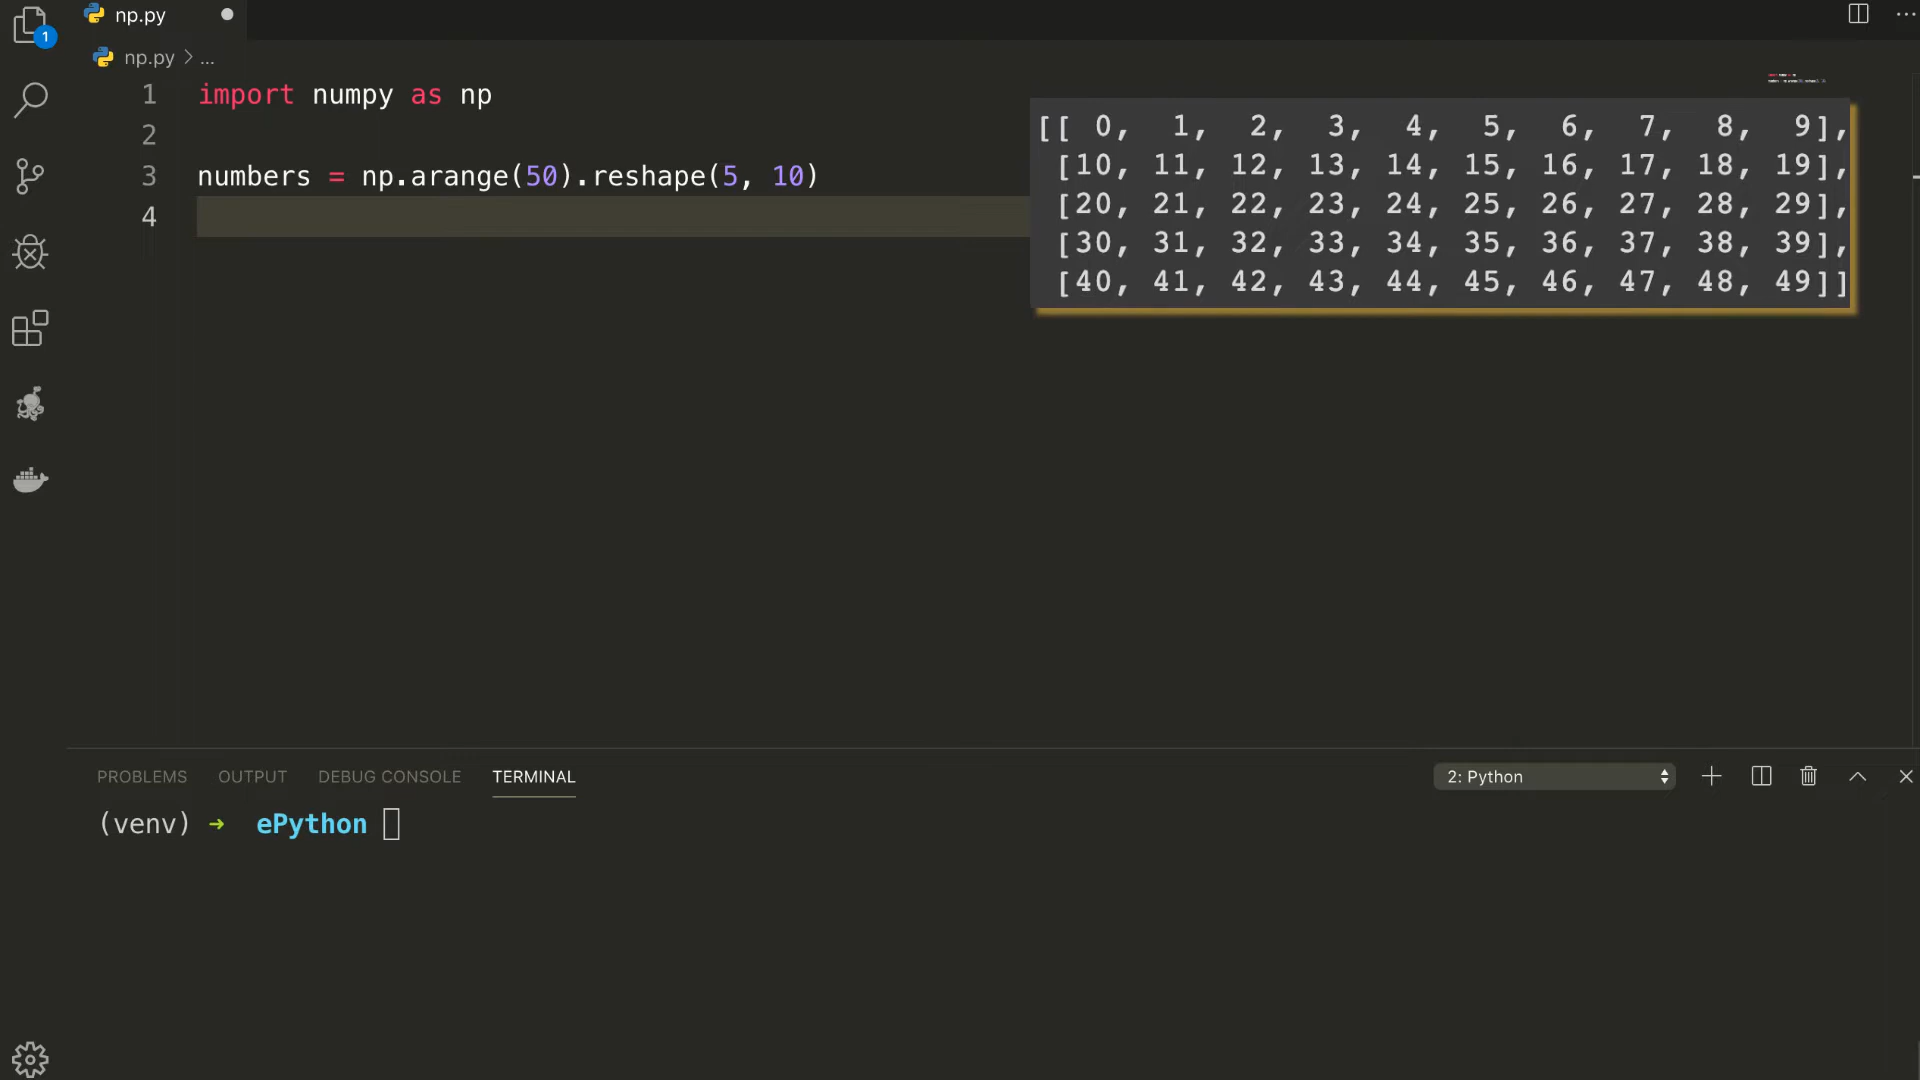 np.py
1
np.py > ...
1 import numpy as np
2
3 numbers = np.arange(50).reshape(5, 10)
4
[[ 0, 1, 2, 3, 4, 5, 6, 7, 8, 9],
[10, 11, 12, 13, 14, 15, 16, 17, 18, 19],
[20, 21, 22, 23, 24, 25, 26, 27, 28, 29],
[30, 31, 32, 33, 34, 35, 36, 37, 38, 39],
[40, 41, 42, 43, 44, 45, 46, 47, 48, 49]]
PROBLEMS OUTPUT DEBUG CONSOLE TERMINAL 2: Python
(venv) → ePython